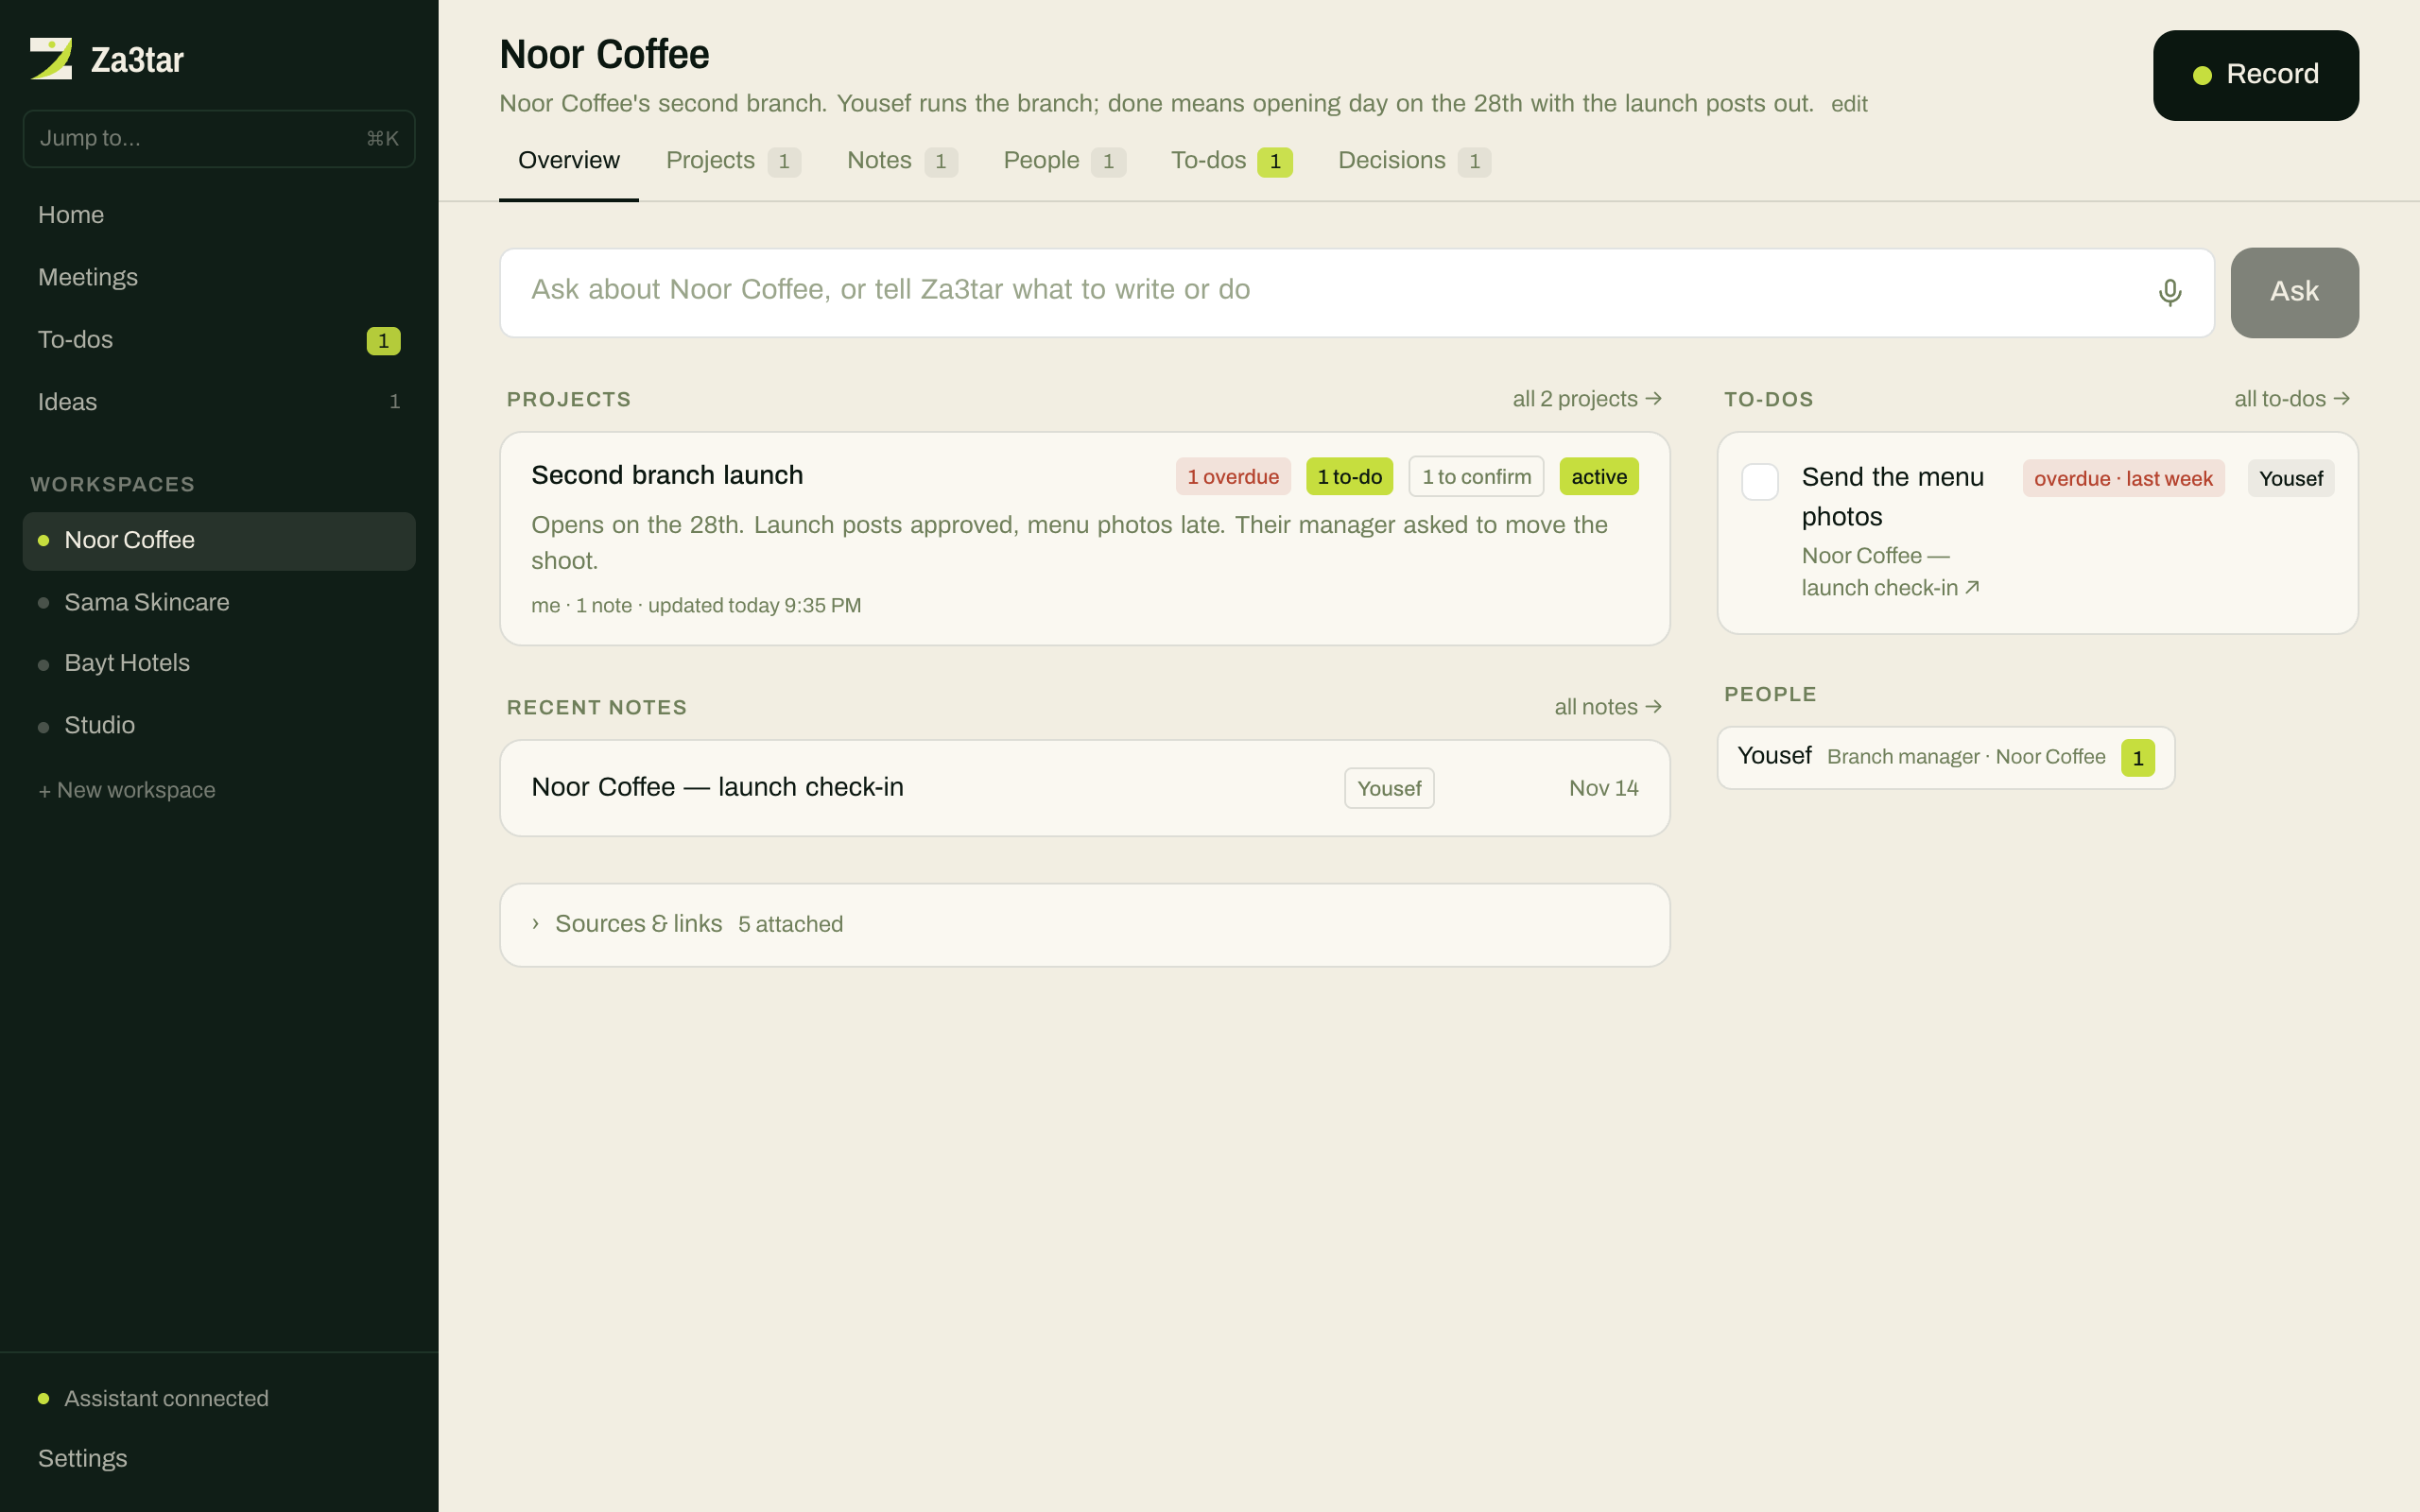 Za3tar
Jump to... ⌘K
Home
Meetings
To-dos 1
Ideas 1
WORKSPACES
Noor Coffee
Sama Skincare
Bayt Hotels
Studio
+ New workspace
Assistant connected
Settings
Noor Coffee
Noor Coffee's second branch. Yousef runs the branch; done means opening day on the 28th with the launch posts out. edit
Record
Overview Projects 1 Notes 1 People 1 To-dos 1 Decisions 1
Ask about Noor Coffee, or tell Za3tar what to write or do
Ask
PROJECTS all 2 projects →
Second branch launch 1 overdue 1 to-do 1 to confirm active
Opens on the 28th. Launch posts approved, menu photos late. Their manager asked to move the
shoot.
me · 1 note · updated today 9:35 PM
RECENT NOTES all notes →
Noor Coffee — launch check-in Yousef Nov 14
› Sources & links 5 attached
TO-DOS all to-dos →
Send the menu overdue · last week Yousef
photos
Noor Coffee —
launch check-in ↗
PEOPLE
Yousef Branch manager · Noor Coffee 1